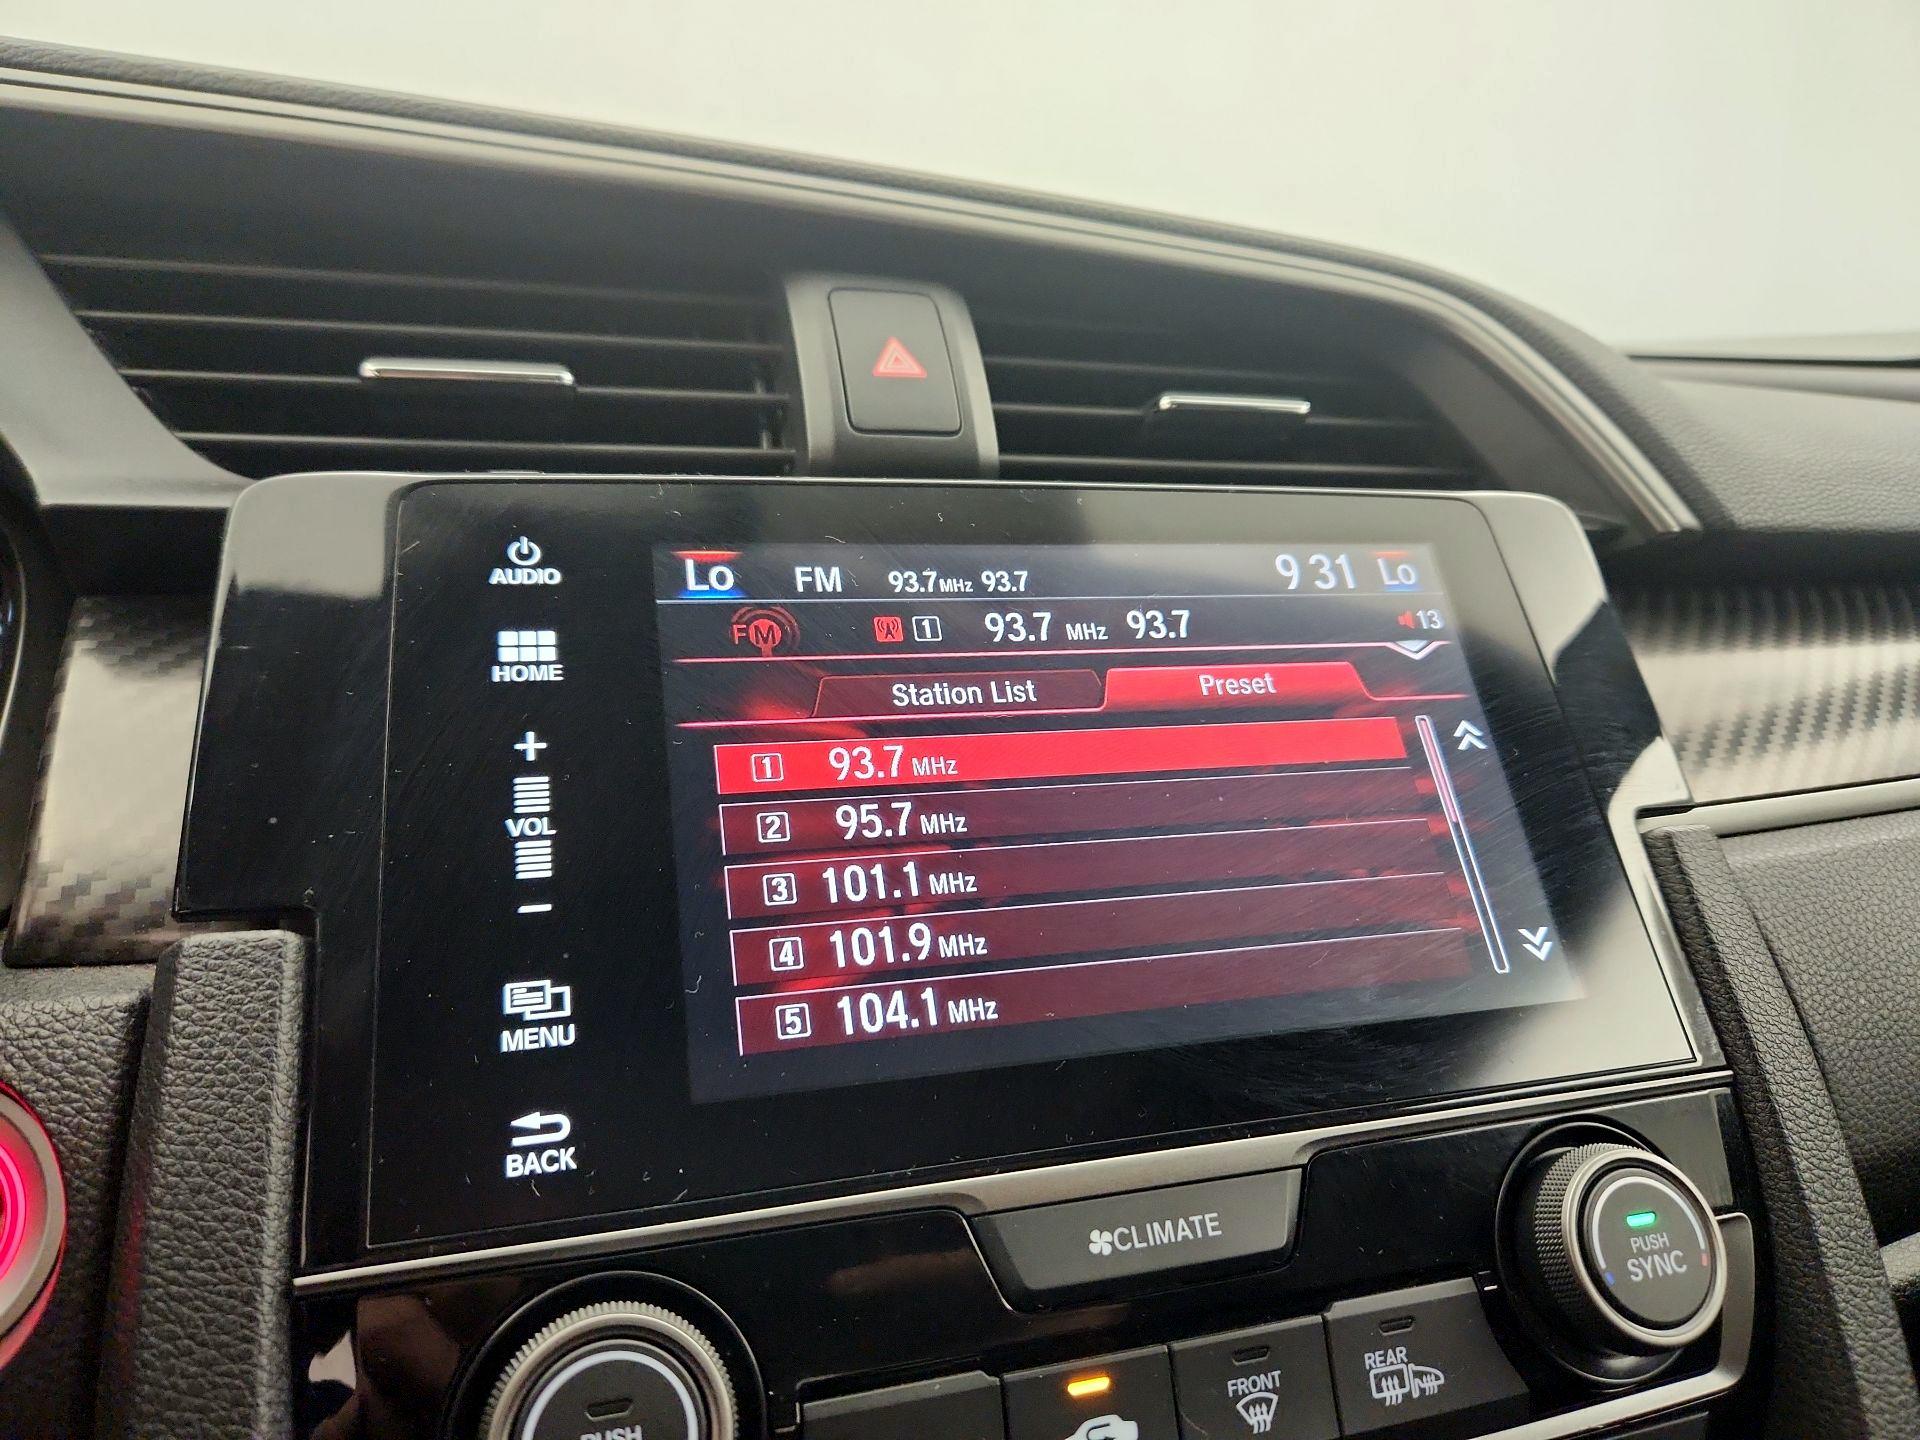 AUDIO
HOME
+
VOL
−
MENU
BACK
Lo FM 93.7MHz 93.7 9 31 Lo
FM 1 93.7 MHz 93.7 13
Station List Preset
1 93.7 MHz
2 95.7 MHz
3 101.1 MHz
4 101.9 MHz
5 104.1 MHz
CLIMATE
PUSH
SYNC
PUSH
FRONT
REAR